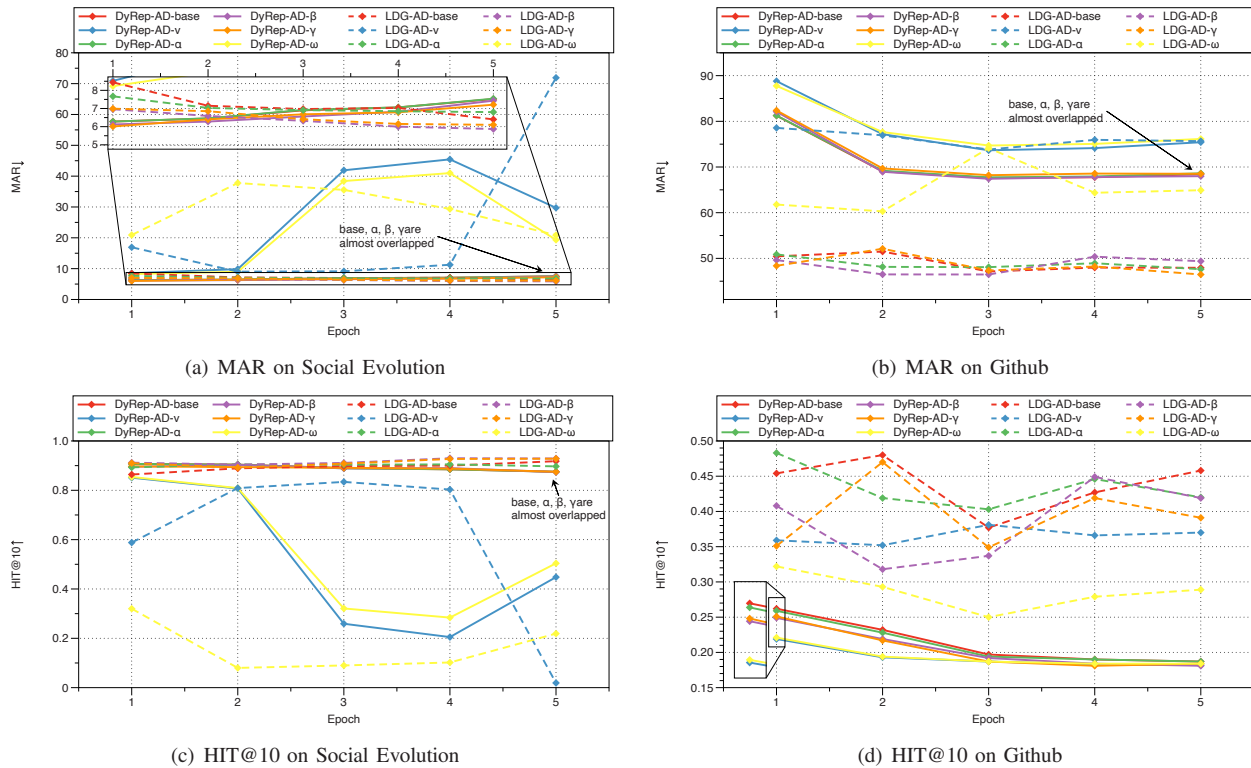 DyRep-AD-base DyRep-AD-β LDG-AD-base LDG-AD-β
DyRep-AD-ν DyRep-AD-γ LDG-AD-ν LDG-AD-γ
DyRep-AD-α DyRep-AD-ω LDG-AD-α LDG-AD-ω
80
70
60
50
40
30
20
10
0
MAR↓
1 2 3 4 5
8
7
6
5
base, α, β, γare
almost overlapped
1 2 3 4 5
Epoch
(a) MAR on Social Evolution
DyRep-AD-base DyRep-AD-β LDG-AD-base LDG-AD-β
DyRep-AD-ν DyRep-AD-γ LDG-AD-ν LDG-AD-γ
DyRep-AD-α DyRep-AD-ω LDG-AD-α LDG-AD-ω
90
80
70
60
50
MAR↓
base, α, β, γare
almost overlapped
1 2 3 4 5
Epoch
(b) MAR on Github
DyRep-AD-base DyRep-AD-β LDG-AD-base LDG-AD-β
DyRep-AD-ν DyRep-AD-γ LDG-AD-ν LDG-AD-γ
DyRep-AD-α DyRep-AD-ω LDG-AD-α LDG-AD-ω
1.0
0.8
0.6
0.4
0.2
0
HIT@10↑
base, α, β, γare
almost overlapped
1 2 3 4 5
Epoch
(c) HIT@10 on Social Evolution
DyRep-AD-base DyRep-AD-β LDG-AD-base LDG-AD-β
DyRep-AD-ν DyRep-AD-γ LDG-AD-ν LDG-AD-γ
DyRep-AD-α DyRep-AD-ω LDG-AD-α LDG-AD-ω
0.50
0.45
0.40
0.35
0.30
0.25
0.20
0.15
HIT@10↑
1 2 3 4 5
Epoch
(d) HIT@10 on Github